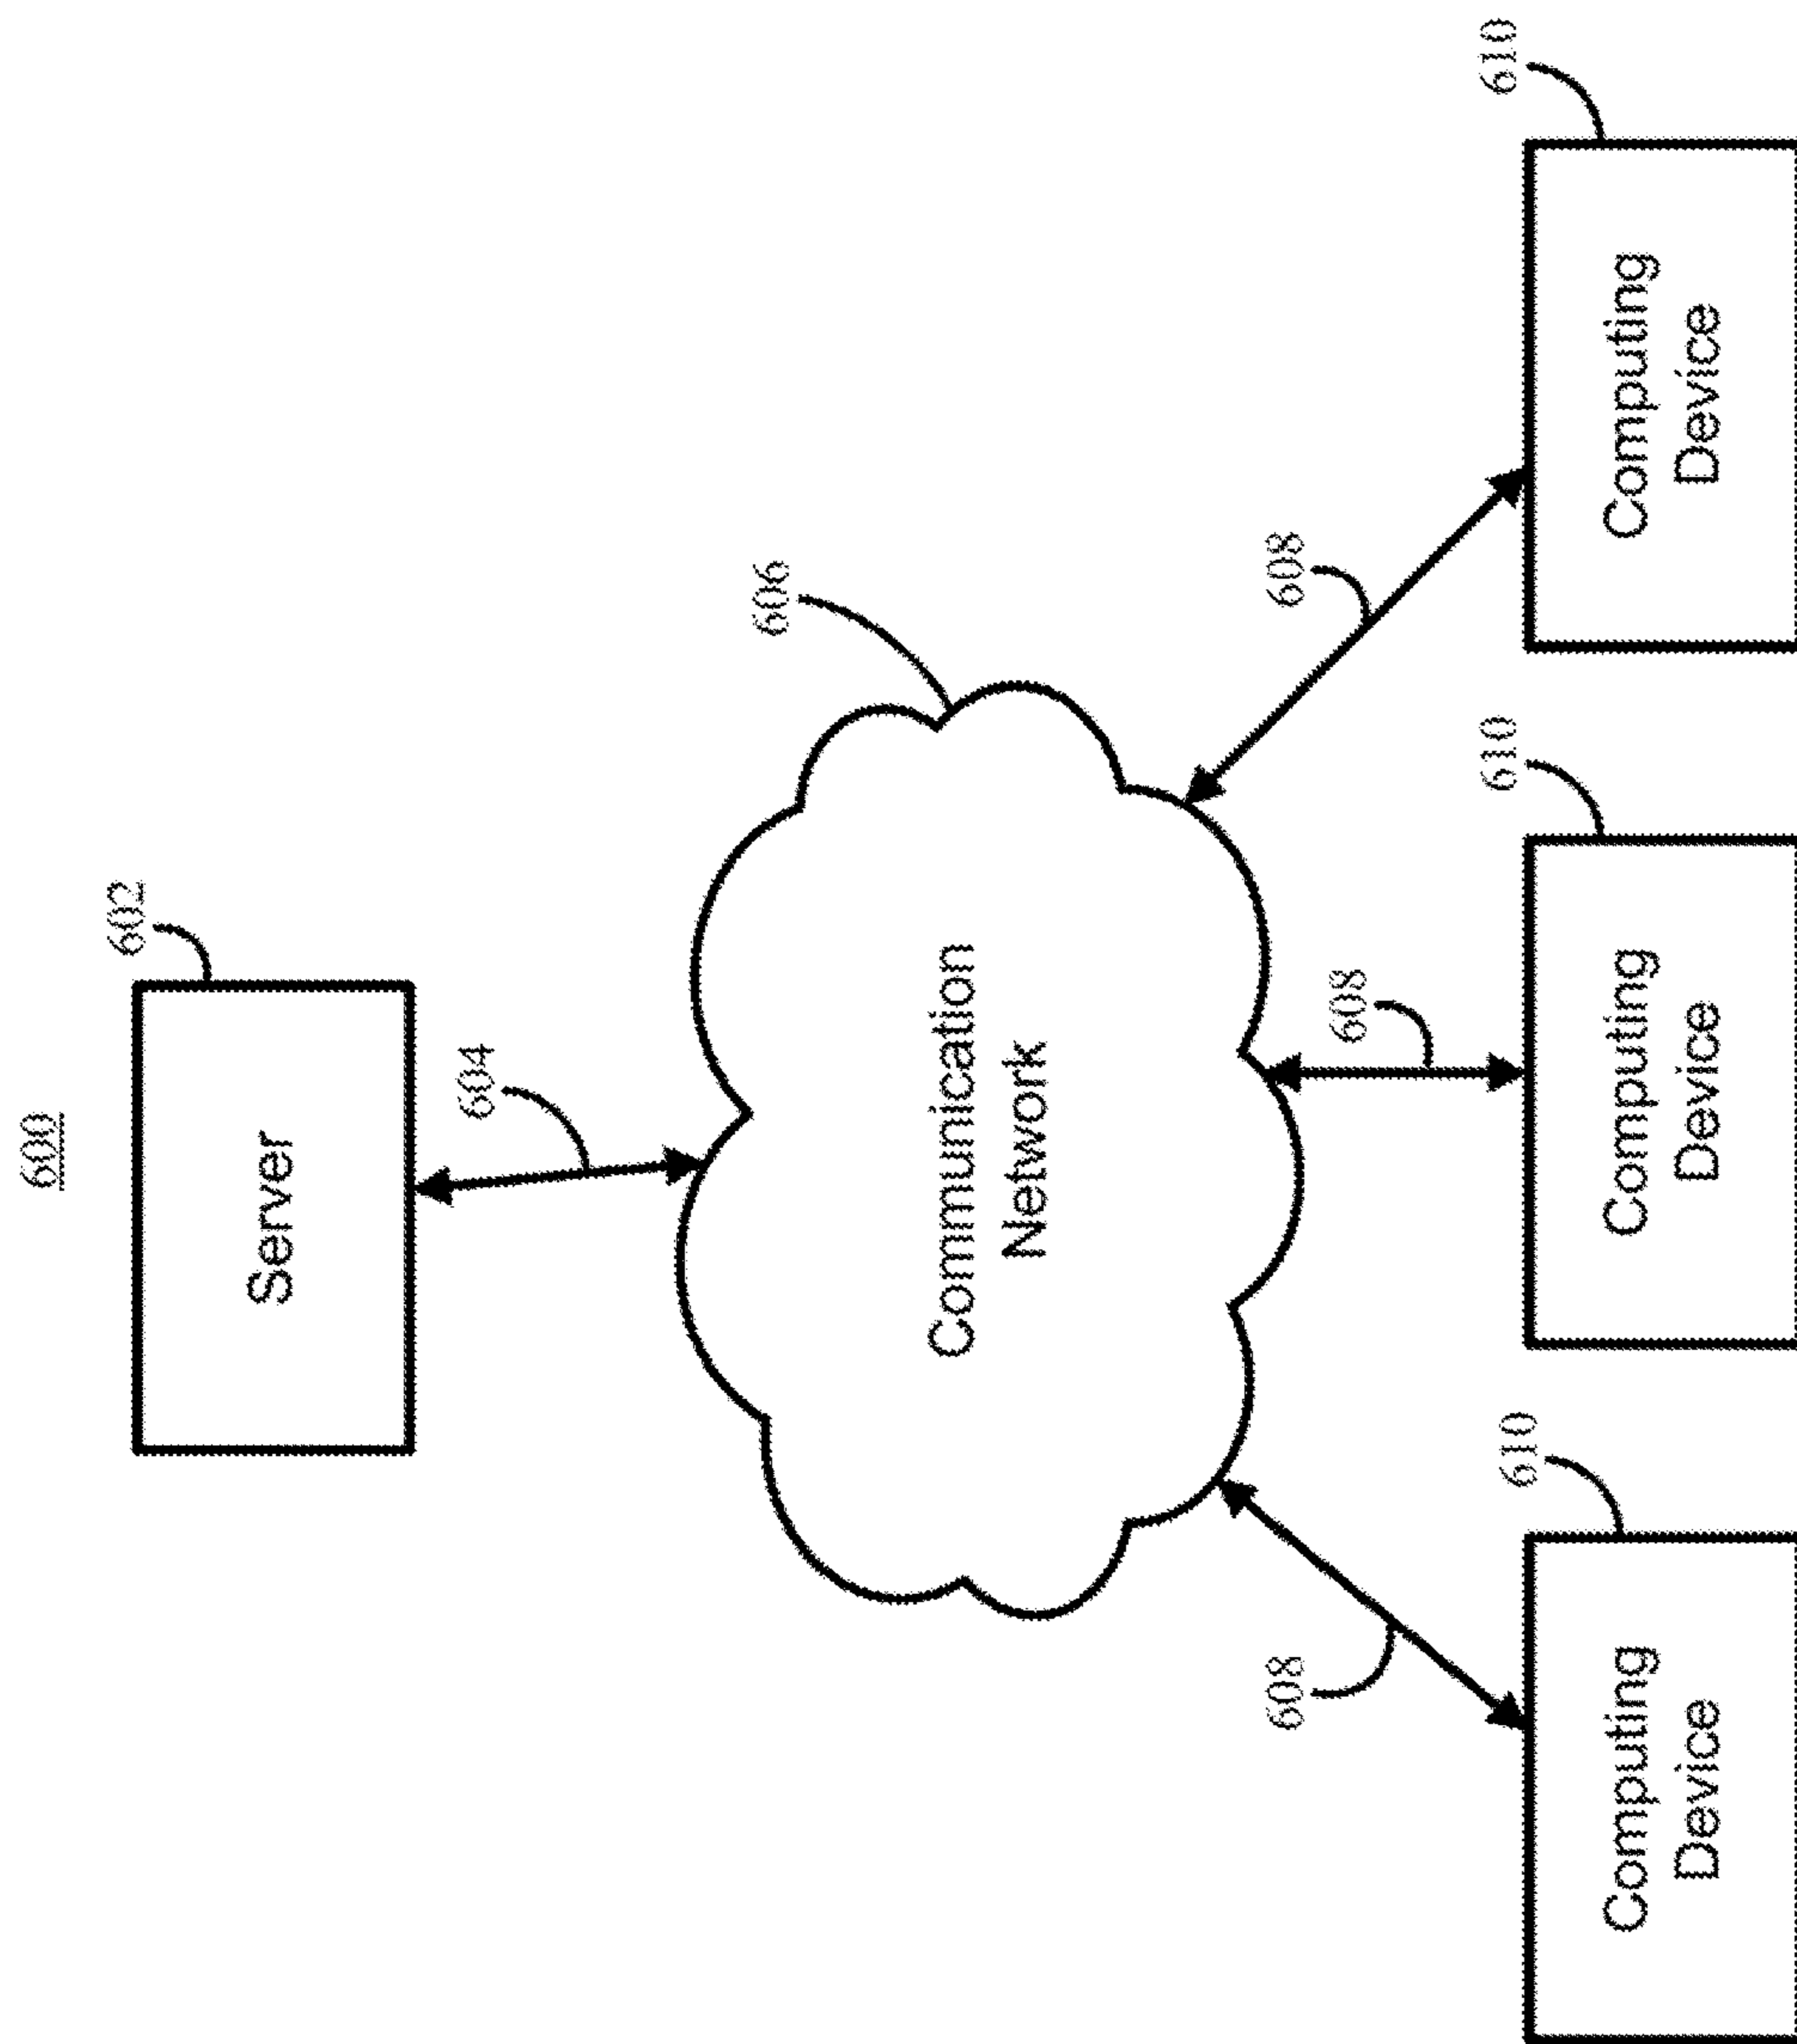 600
602
Server
604
606
Communication
Network
608
608
608
610
Computing
Device
610
Computing
Device
610
Computing
Device